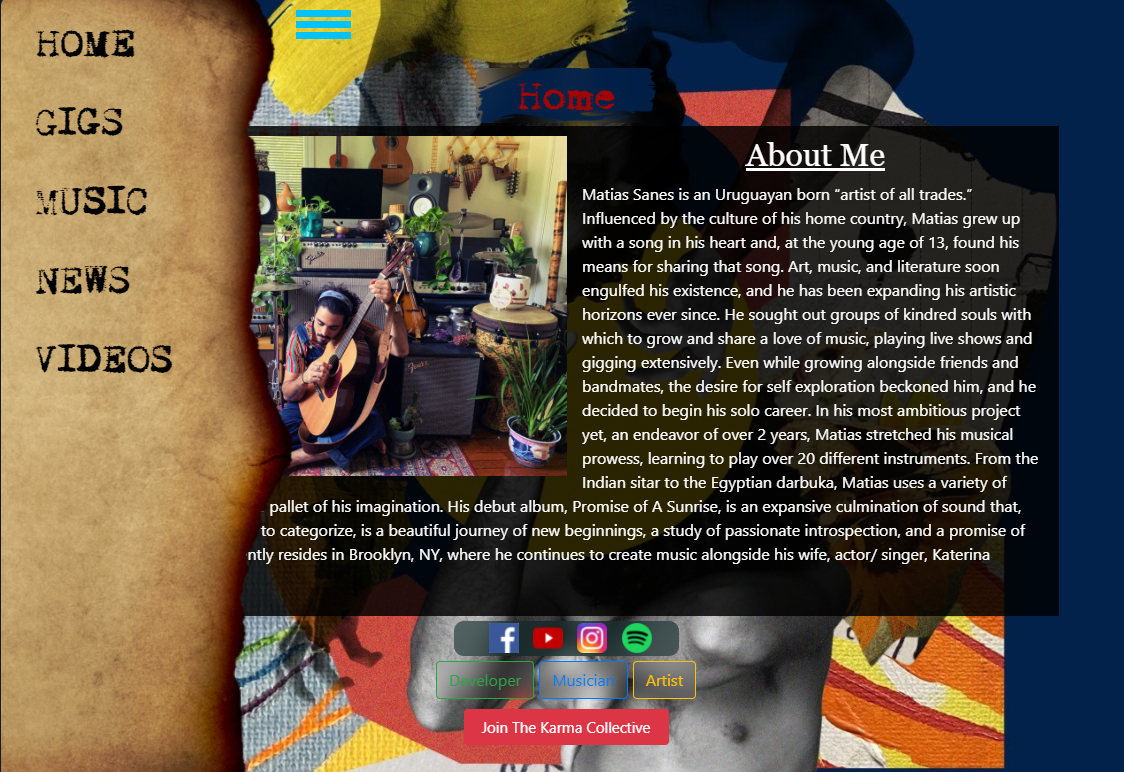 HOME
GIGS
MUSIC
NEWS
VIDEOS
Home
About Me
Matias Sanes is an Uruguayan born “artist of all trades.”
Influenced by the culture of his home country, Matias grew up
with a song in his heart and, at the young age of 13, found his
means for sharing that song. Art, music, and literature soon
engulfed his existence, and he has been expanding his artistic
horizons ever since. He sought out groups of kindred souls with
which to grow and share a love of music, playing live shows and
gigging extensively. Even while growing alongside friends and
bandmates, the desire for self exploration beckoned him, and he
decided to begin his solo career. In his most ambitious project
yet, an endeavor of over 2 years, Matias stretched his musical
prowess, learning to play over 20 different instruments. From the
Indian sitar to the Egyptian darbuka, Matias uses a variety of
pallet of his imagination. His debut album, Promise of A Sunrise, is an expansive culmination of sound that,
to categorize, is a beautiful journey of new beginnings, a study of passionate introspection, and a promise of
ntly resides in Brooklyn, NY, where he continues to create music alongside his wife, actor/ singer, Katerina
Developer Musician Artist
Join The Karma Collective